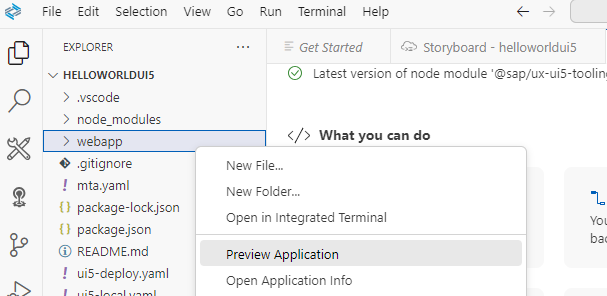 File Edit Selection View Go Run Terminal Help
EXPLORER ...
Get Started
Storyboard - helloworldui5
HELLOWORLDUI5
.vscode
node_modules
webapp
.gitignore
mta.yaml
package-lock.json
package.json
README.md
ui5-deploy.yaml
ui5-local.yaml
Latest version of node module '@sap/ux-ui5-tooling
</> What you can do
New File...
New Folder...
Open in Integrated Terminal
Preview Application
Open Application Info
You